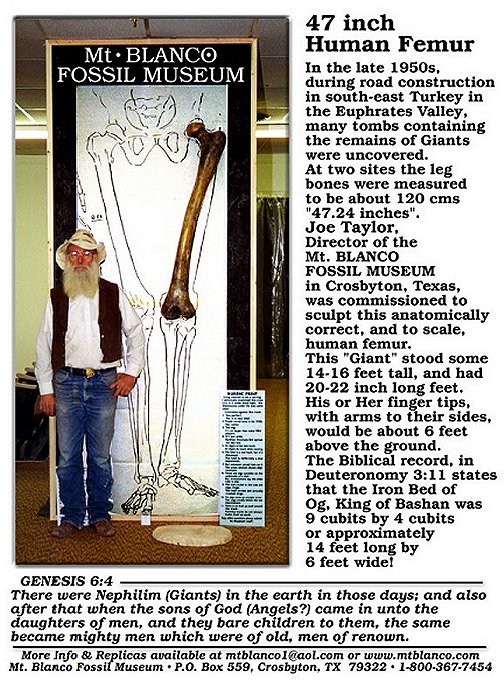 Mt • BLANCO
FOSSIL MUSEUM
47 inch
Human Femur
In the late 1950s,
during road construction
in south-east Turkey in
the Euphrates Valley,
many tombs containing
the remains of Giants
were uncovered.
At two sites the leg
bones were measured
to be about 120 cms
"47.24 inches".
Joe Taylor,
Director of the
Mt. BLANCO
FOSSIL MUSEUM
in Crosbyton, Texas,
was commissioned to
sculpt this anatomically
correct, and to scale,
human femur.
This "Giant" stood some
14-16 feet tall, and had
20-22 inch long feet.
His or Her finger tips,
with arms to their sides,
would be about 6 feet
above the ground.
The Biblical record, in
Deuteronomy 3:11 states
that the Iron Bed of
Og, King of Bashan was
9 cubits by 4 cubits
or approximately
14 feet long by
6 feet wide!
GENESIS 6:4
There were Nephilim (Giants) in the earth in those days; and also
after that when the sons of God (Angels?) came in unto the
daughters of men, and they bare children to them, the same
became mighty men which were of old, men of renown.
More Info & Replicas available at mtblanco1@aol.com or www.mtblanco.com
Mt. Blanco Fossil Museum • P.O. Box 559, Crosbyton, TX 79322 • 1-800-367-7454